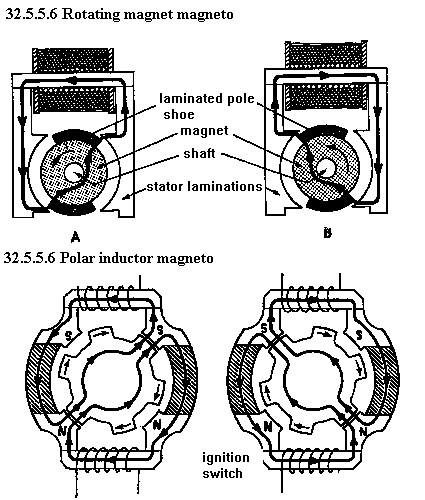 32.5.5.6 Rotating magnet magneto
laminated pole
shoe
magnet
shaft
stator laminations
A
B
32.5.5.6 Polar inductor magneto
S
S
N
N
S
S
N
N
ignition
switch